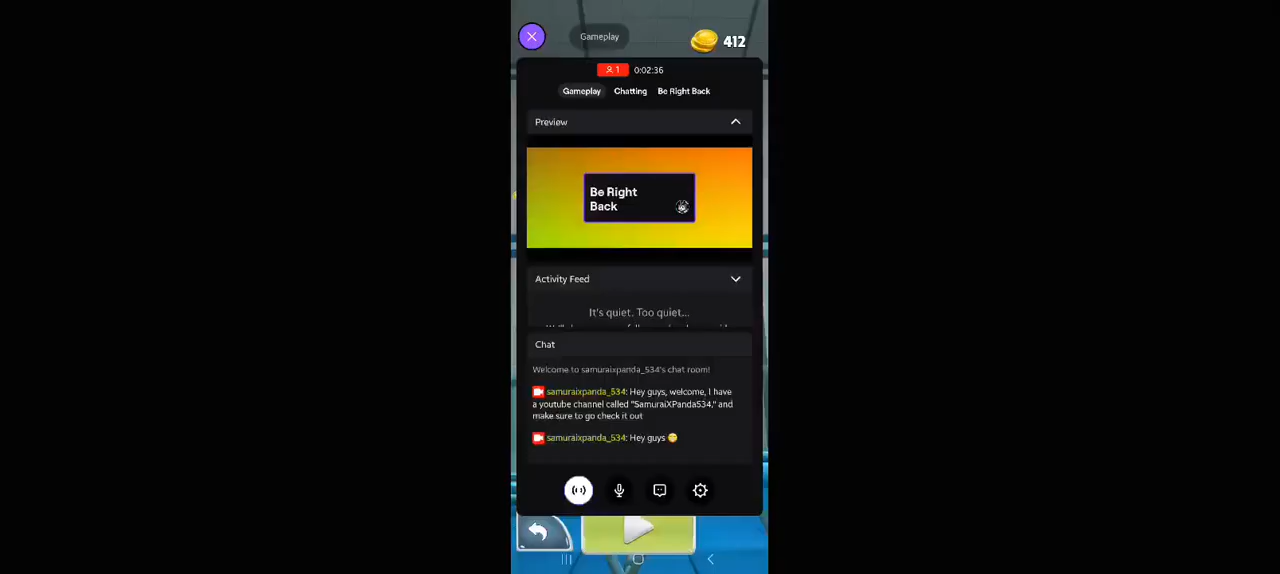 Gameplay
412
1 0:02:36
Gameplay Chatting Be Right Back
Preview
Be Right
Back
Activity Feed
It's quiet. Too quiet...
Chat
Welcome to samuraixpanda_534's chat room!
samuraixpanda_534: Hey guys, welcome, I have
a youtube channel called "SamuraiXPanda534," and
make sure to go check it out
samuraixpanda_534: Hey guys 😁